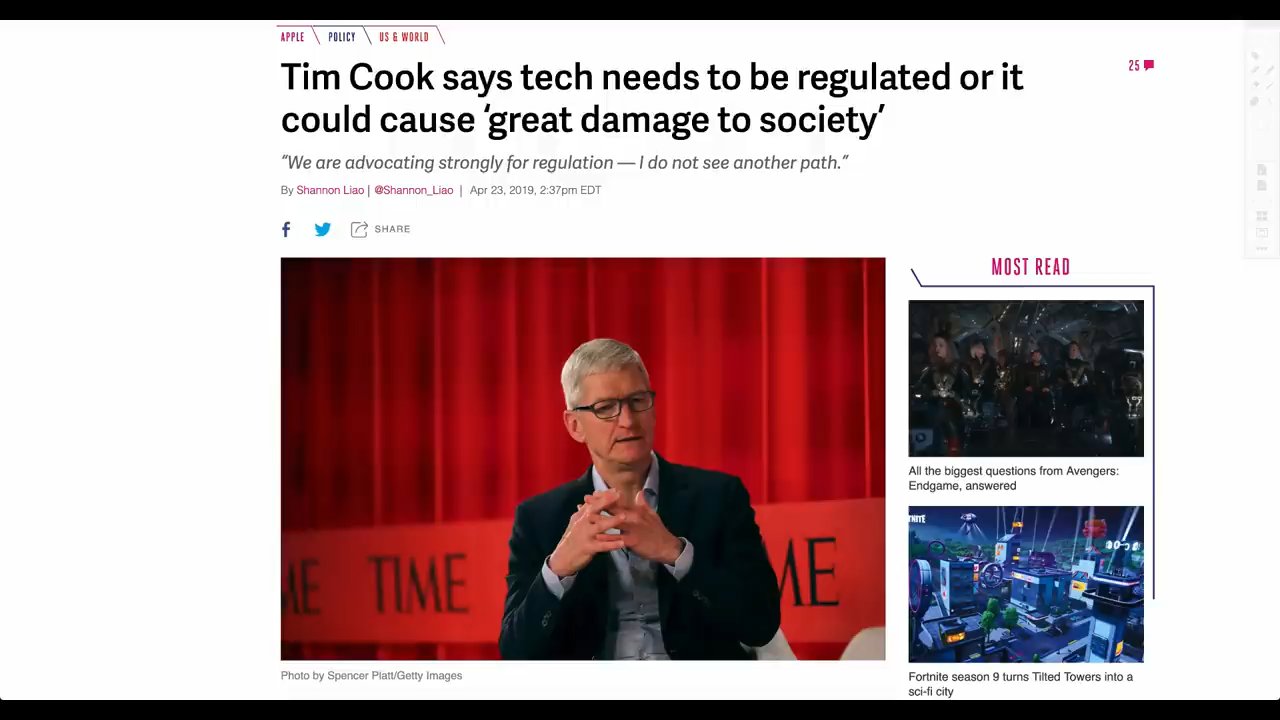 APPLE POLICY US & WORLD
Tim Cook says tech needs to be regulated or it
could cause ‘great damage to society’
25
“We are advocating strongly for regulation — I do not see another path.”
By Shannon Liao | @Shannon_Liao | Apr 23, 2019, 2:37pm EDT
SHARE
MOST READ
ME TIME ME
All the biggest questions from Avengers:
Endgame, answered
NITE
Photo by Spencer Platt/Getty Images
Fortnite season 9 turns Tilted Towers into a
sci-fi city